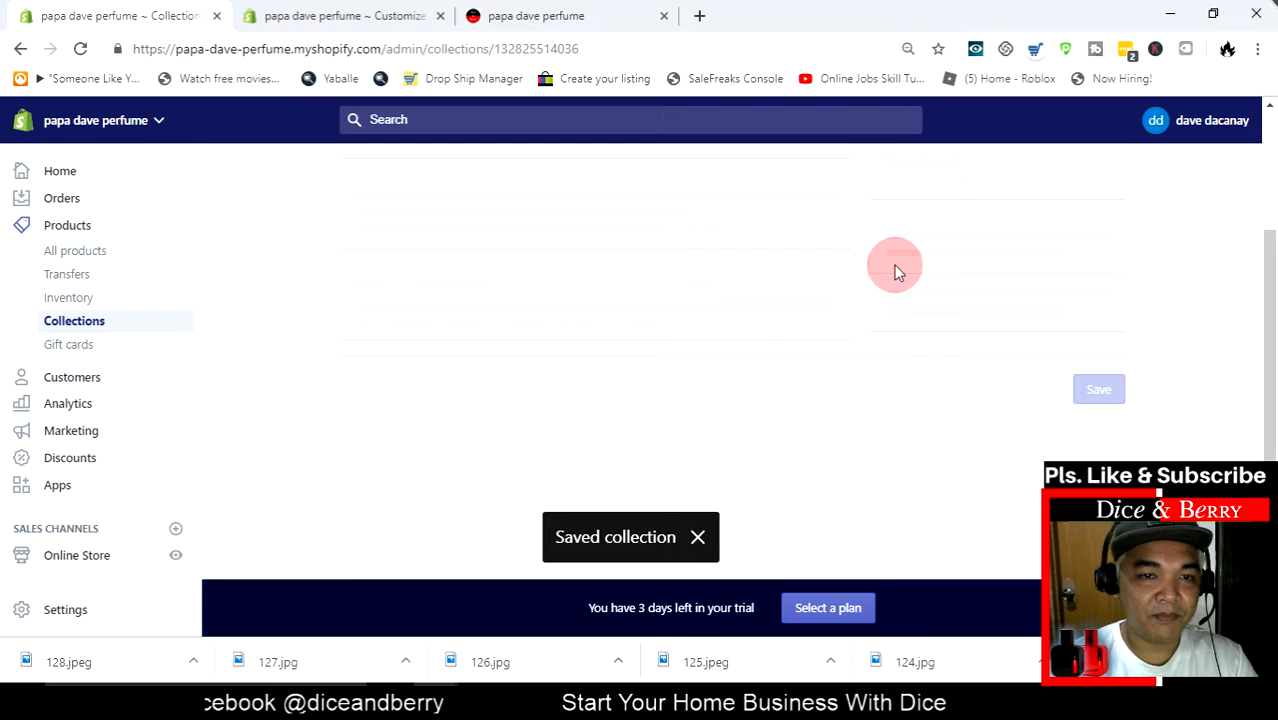 papa dave perfume ~ Collection
papa dave perfume ~ Customize
papa dave perfume
https://papa-dave-perfume.myshopify.com/admin/collections/132825514036
"Someone Like Y...
Watch free movies...
Yaballe
Drop Ship Manager
Create your listing
SaleFreaks Console
Online Jobs Skill Tu...
(5) Home - Roblox
Now Hiring!
papa dave perfume
Search
dd
dave dacanay
Home
Orders
Products
All products
Transfers
Inventory
Collections
Gift cards
Customers
Analytics
Marketing
Discounts
Apps
SALES CHANNELS
Online Store
Settings
Save
Saved collection
You have 3 days left in your trial
Select a plan
Pls. Like & Subscribe
Dice & Berry
128.jpeg
127.jpg
126.jpg
125.jpeg
124.jpg
cebook @diceandberry
Start Your Home Business With Dice